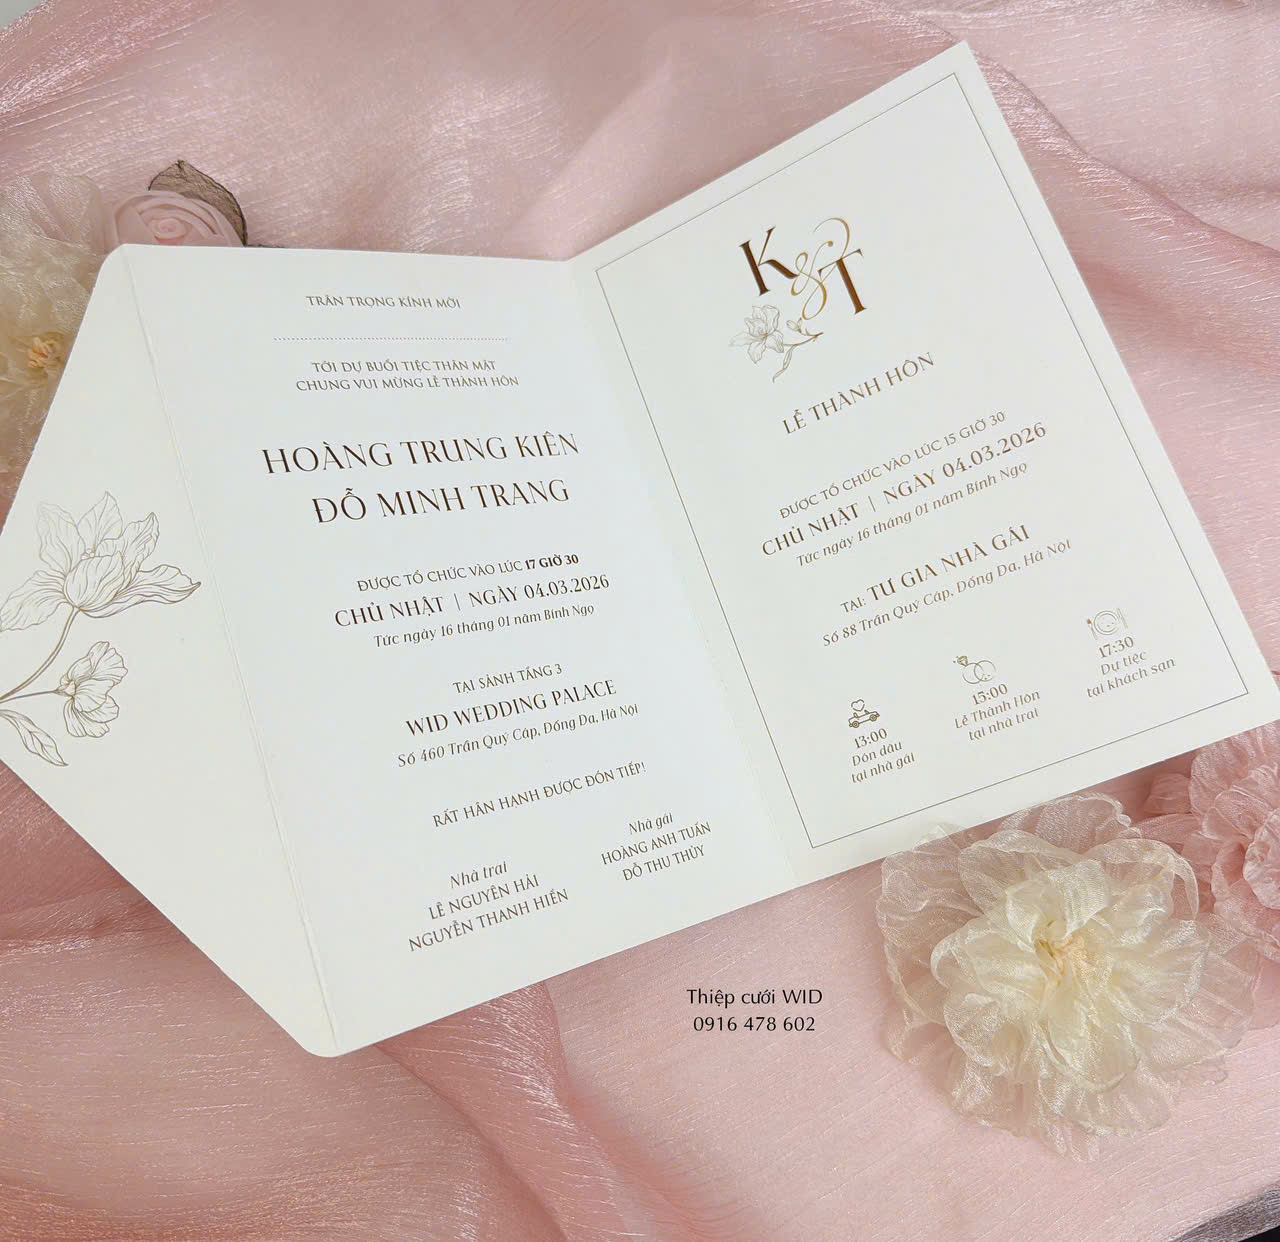 TRÂN TRỌNG KÍNH MỜI
TỚI DỰ BUỔI TIỆC THÂN MẬT
CHUNG VUI MỪNG LỄ THÀNH HÔN
HOÀNG TRUNG KIÊN
ĐỖ MINH TRANG
ĐƯỢC TỔ CHỨC VÀO LÚC 17 GIỜ 30
CHỦ NHẬT | NGÀY 04.03.2026
Tức ngày 16 tháng 01 năm Bính Ngọ
TẠI SẢNH TẦNG 3
WID WEDDING PALACE
Số 460 Trần Quý Cáp, Đống Đa, Hà Nội
RẤT HÂN HẠNH ĐƯỢC ĐÓN TIẾP!
Nhà trai
LÊ NGUYÊN HẢI
NGUYỄN THANH HIỀN
Nhà gái
HOÀNG ANH TUẤN
ĐỖ THU THỦY
K&T
LỄ THÀNH HÔN
ĐƯỢC TỔ CHỨC VÀO LÚC 15 GIỜ 30
CHỦ NHẬT | NGÀY 04.03.2026
Tức ngày 16 tháng 01 năm Bính Ngọ
TẠI: TƯ GIA NHÀ GÁI
Số 88 Trần Quý Cáp, Đống Đa, Hà Nội
13:00
Đón dâu
tại nhà gái
15:00
Lễ Thành Hôn
tại nhà trai
17:30
Dự tiệc
tại khách sạn
Thiệp cưới WID
0916 478 602